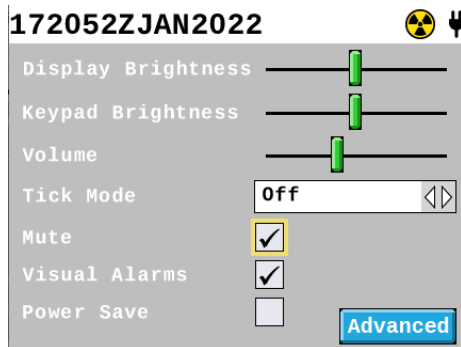 172052ZJAN2022
Display Brightness
Keypad Brightness
Volume
Tick Mode Off
Mute
Visual Alarms
Power Save
Advanced